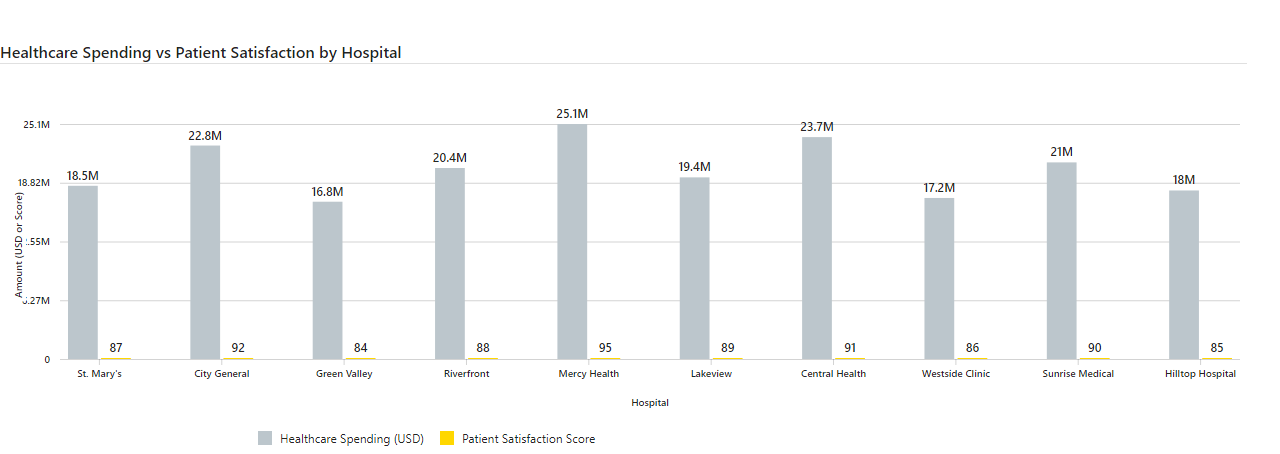 Healthcare Spending vs Patient Satisfaction by Hospital
25.1M
18.82M
6.27M
0
Amount (USD or Score)
18.5M
22.8M
16.8M
20.4M
25.1M
19.4M
23.7M
17.2M
21M
18M
87
92
84
88
95
89
91
86
90
85
St. Mary's
City General
Green Valley
Riverfront
Mercy Health
Lakeview
Central Health
Westside Clinic
Sunrise Medical
Hilltop Hospital
Hospital
Healthcare Spending (USD)
Patient Satisfaction Score